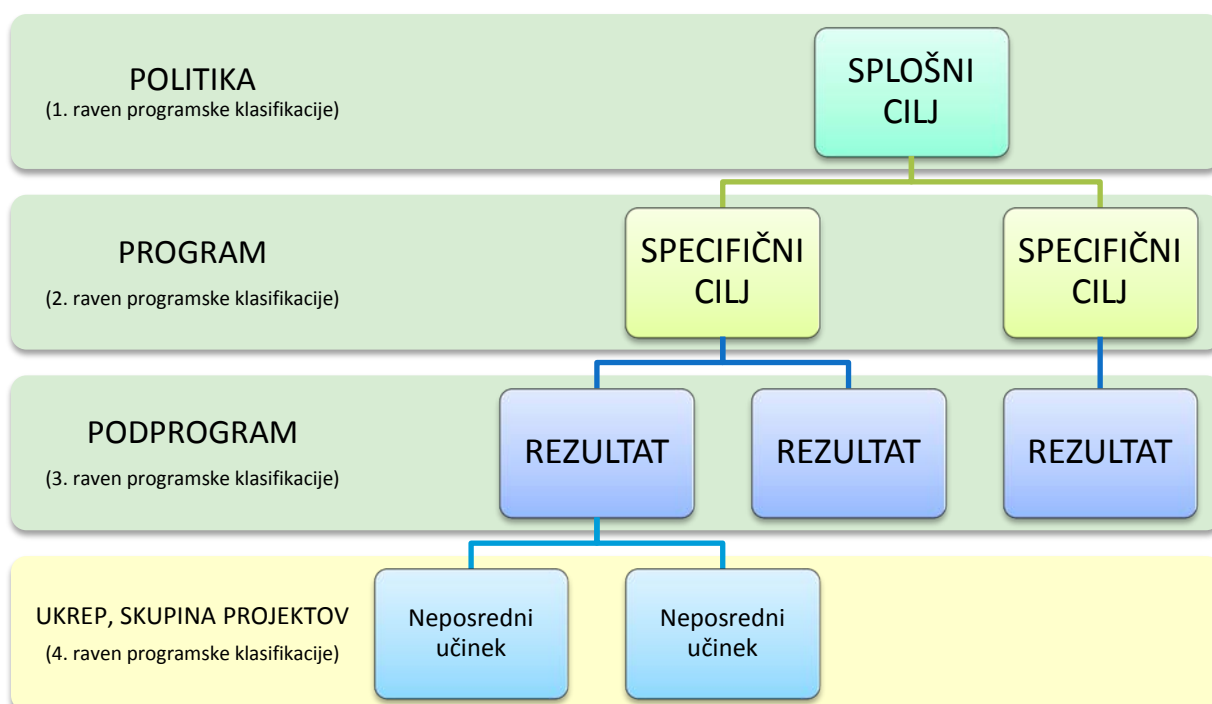 POLITIKA
(1. raven programske klasifikacije)
SPLOŠNI
CILJ
PROGRAM
(2. raven programske klasifikacije)
SPECIFIČNI
CILJ
SPECIFIČNI
CILJ
PODPROGRAM
(3. raven programske klasifikacije)
REZULTAT
REZULTAT
REZULTAT
UKREP, SKUPINA PROJEKTOV
(4. raven programske klasifikacije)
Neposredni
učinek
Neposredni
učinek